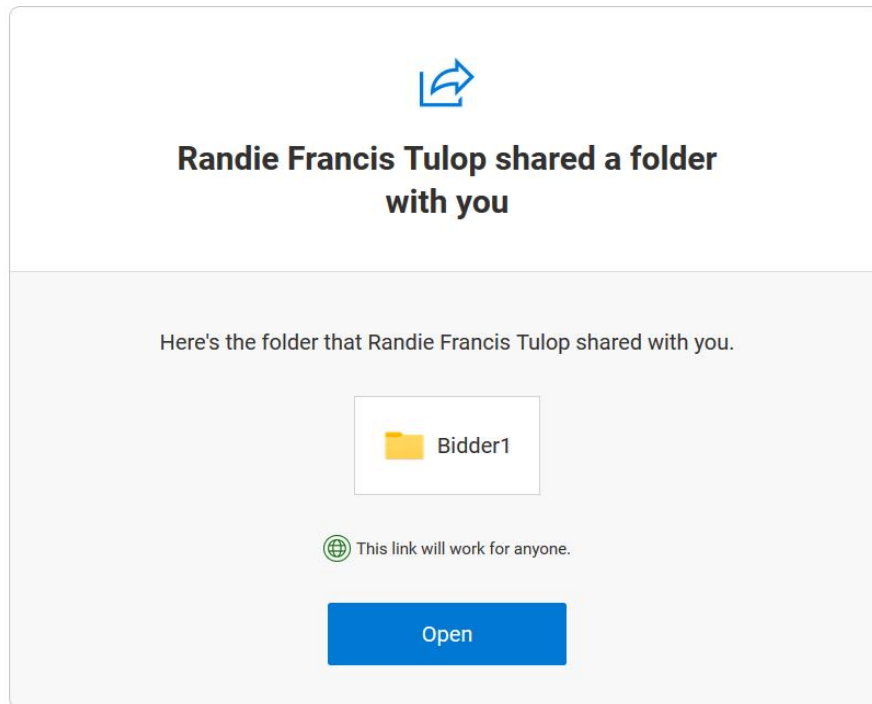 Randie Francis Tulop shared a folder
with you
Here's the folder that Randie Francis Tulop shared with you.
Bidder1
This link will work for anyone.
Open